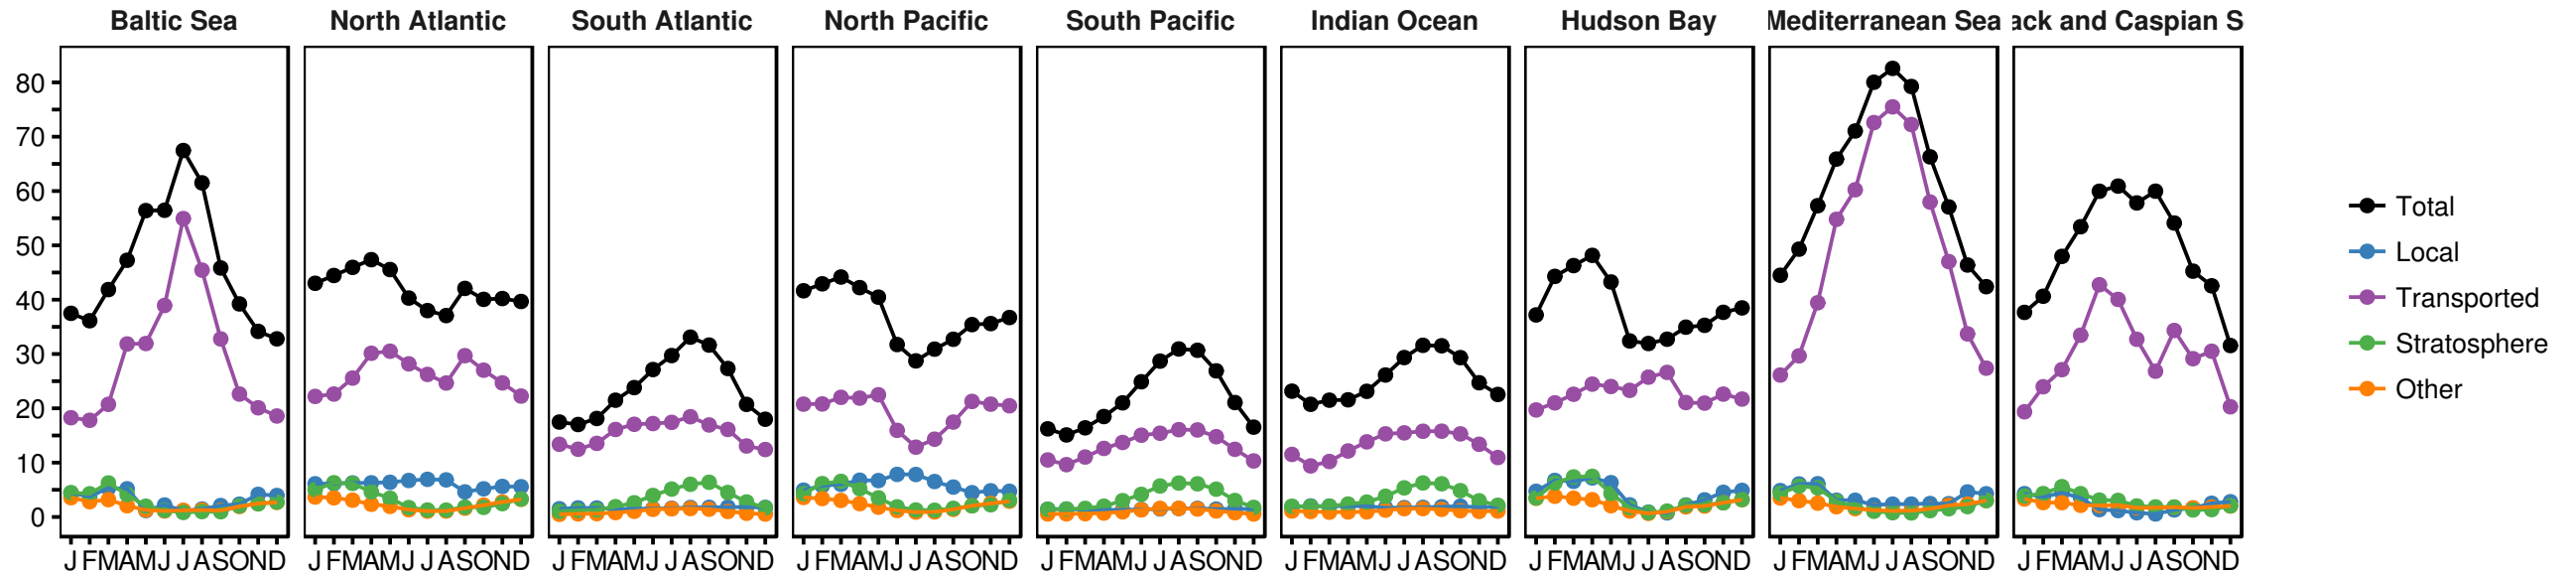 Baltic Sea
North Atlantic
South Atlantic
North Pacific
South Pacific
Indian Ocean
Hudson Bay
Mediterranean Sea
ack and Caspian S
80
70
60
50
40
30
20
10
0
J F M A M J J A S O N D
J F M A M J J A S O N D
J F M A M J J A S O N D
J F M A M J J A S O N D
J F M A M J J A S O N D
J F M A M J J A S O N D
J F M A M J J A S O N D
J F M A M J J A S O N D
J F M A M J J A S O N D
Total
Local
Transported
Stratosphere
Other